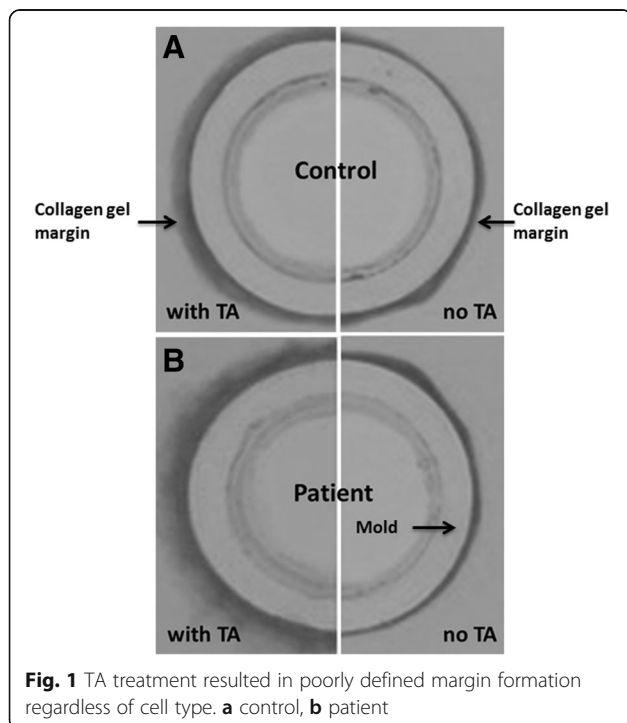 A
Control
Collagen gel
margin
Collagen gel
margin
with TA
no TA
B
Patient
Mold
with TA
no TA
Fig. 1 TA treatment resulted in poorly defined margin formation
regardless of cell type. a control, b patient